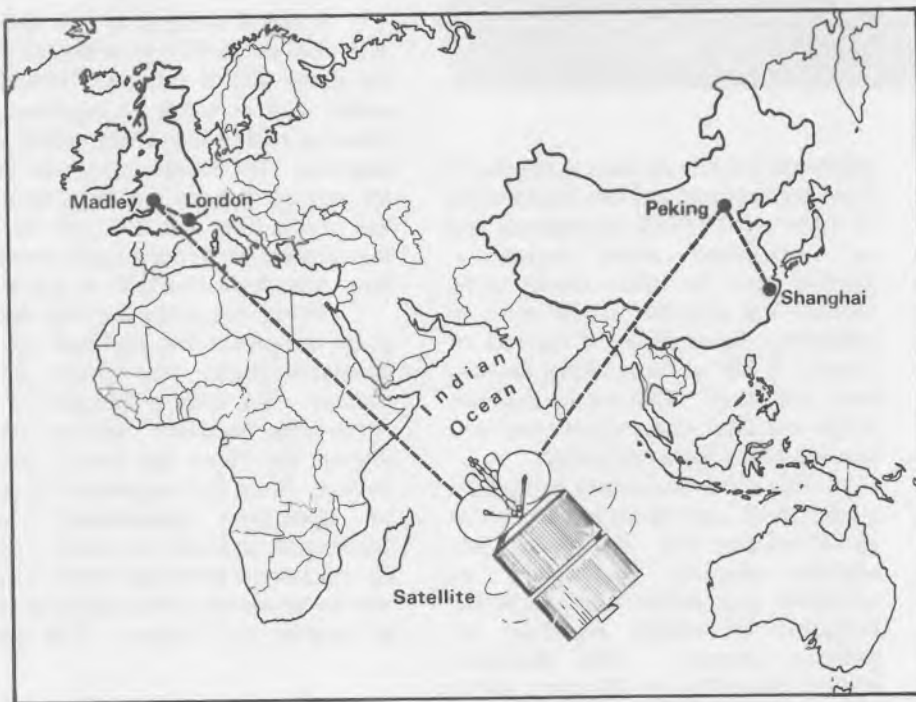 Madley
London
Peking
Shanghai
Indian
Ocean
Satellite